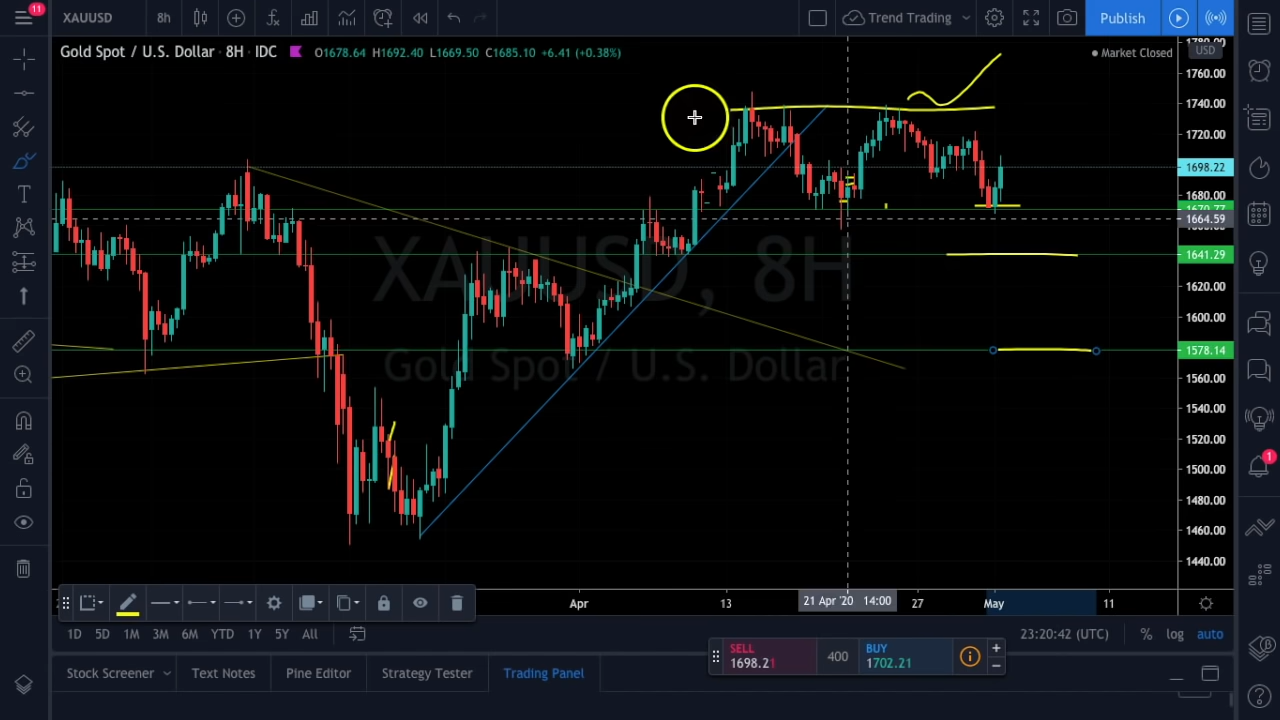 11
XAUUSD
8h
Trend Trading
Publish
Gold Spot / U.S. Dollar • 8H • IDC
O1678.64 H1692.40 L1669.50 C1685.10 +6.41 (+0.38%)
Market Closed
USD
1760.00
1740.00
1720.00
1698.22
1680.00
1664.59
XAUUSD, 8H
1641.29
1620.00
1600.00
1578.14
Gold Spot / U.S. Dollar
1560.00
1540.00
1520.00
1500.00
1480.00
1460.00
1440.00
1
Apr
13
21 Apr '20 14:00
27
May
11
1D 5D 1M 3M 6M YTD 1Y 5Y All
23:20:42 (UTC)
% log auto
SELL
1698.21
400
BUY
1702.21
Stock Screener
Text Notes
Pine Editor
Strategy Tester
Trading Panel